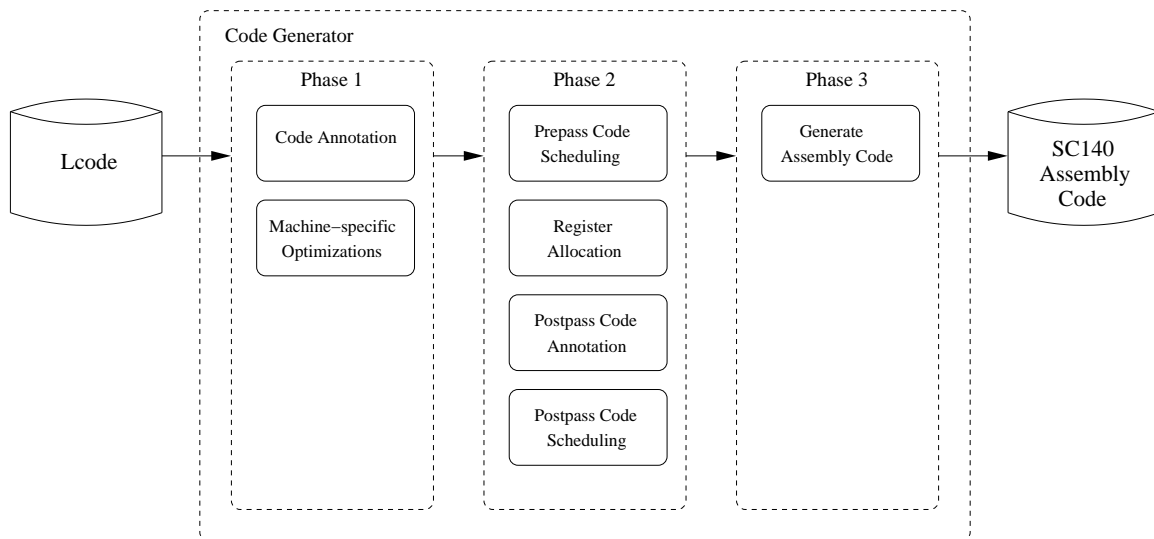 Code Generator
Lcode
Phase 1
Code Annotation
Machine−specific
Optimizations
Phase 2
Prepass Code
Scheduling
Register
Allocation
Postpass Code
Annotation
Postpass Code
Scheduling
Phase 3
Generate
Assembly Code
SC140
Assembly
Code